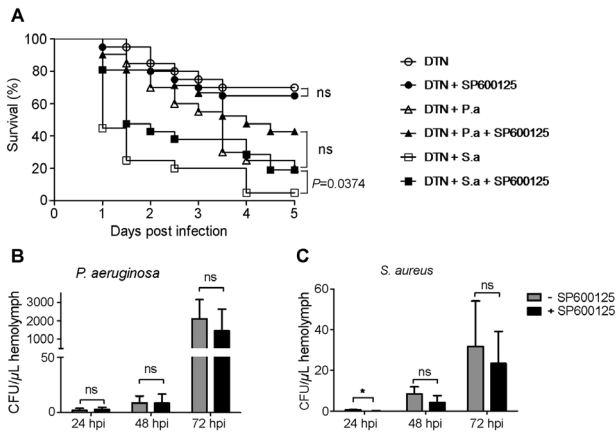 A
100
80
60
40
20
0
Survival (%)
0 1 2 3 4 5
Days post infection
ns
ns
P=0.0374
DTN
DTN + SP600125
DTN + P.a
DTN + P.a + SP600125
DTN + S.a
DTN + S.a + SP600125
B
P. aeruginosa
CFU/µL hemolymph
3000
2000
1000
50
0
ns
ns
ns
24 hpi 48 hpi 72 hpi
C
S. aureus
CFU/µL hemolymph
60
40
20
0
*
ns
ns
24 hpi 48 hpi 72 hpi
- SP600125
+ SP600125